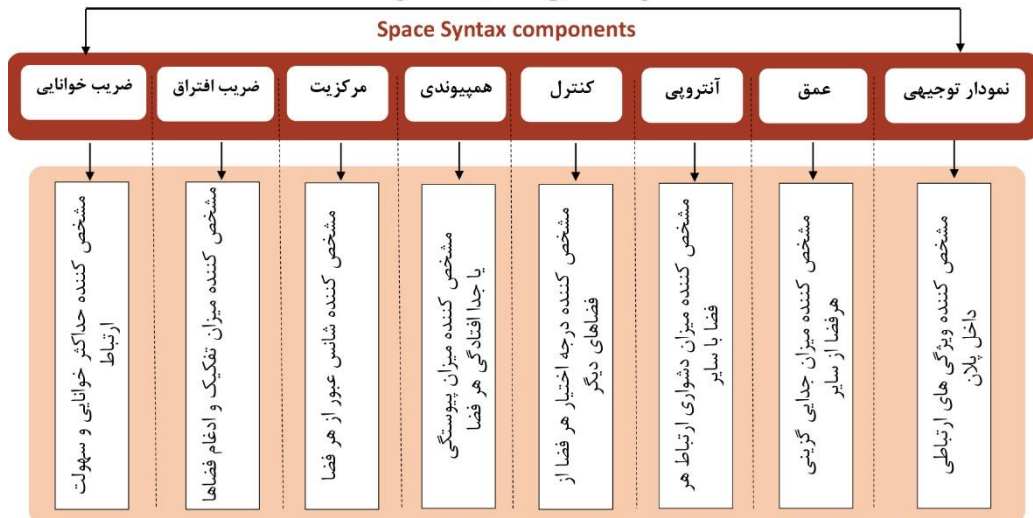 Space Syntax components
نمودار توجیهی
عمق
آنتروپی
کنترل
همپیوندی
مرکزیت
ضریب افتراق
ضریب خوانایی
مشخص کننده ویژگی های ارتباطی
داخل پلان
مشخص کننده میزان جدایی گزینی
هرفضا از سایر
مشخص کننده میزان دشواری ارتباط هر
فضا با سایر
مشخص کننده درجه اختیار هر فضا از
فضاهای دیگر
مشخص کننده میزان پیوستگی
یا جدا افتادگی هر فضا
مشخص کننده شانس عبور از هر فضا
مشخص کننده میزان تفکیک و ادغام فضاها
مشخص کننده حداکثر خوانایی و سهولت
ارتباط